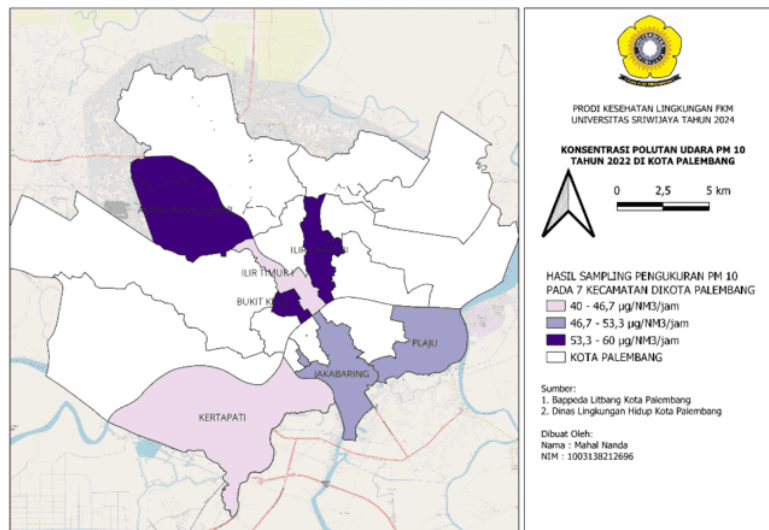 ILIR TIMUR I
BUKIT
PLAJU
JAKABARING
KERTAPATI
PRODI KESEHATAN LINGKUNGAN FKM
UNIVERSITAS SRIWIJAYA TAHUN 2024
KONSENTRASI POLUTAN UDARA PM 10
TAHUN 2022 DI KOTA PALEMBANG
0 2,5 5 km
HASIL SAMPLING PENGUKURAN PM 10
PADA 7 KECAMATAN DIKOTA PALEMBANG
40 - 46,7 µg/NM3/jam
46,7 - 53,3 µg/NM3/jam
53,3 - 60 µg/NM3/jam
KOTA PALEMBANG
Sumber:
1. Bappeda Litbang Kota Palembang
2. Dinas Lingkungan Hidup Kota Palembang
Dibuat Oleh:
Nama : Mahal Nanda
NIM : 1003138212696